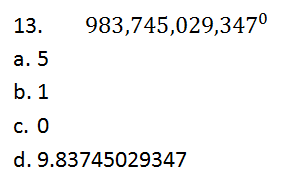 13. 983,745,029,347⁰
a. 5
b. 1
c. 0
d. 9.83745029347